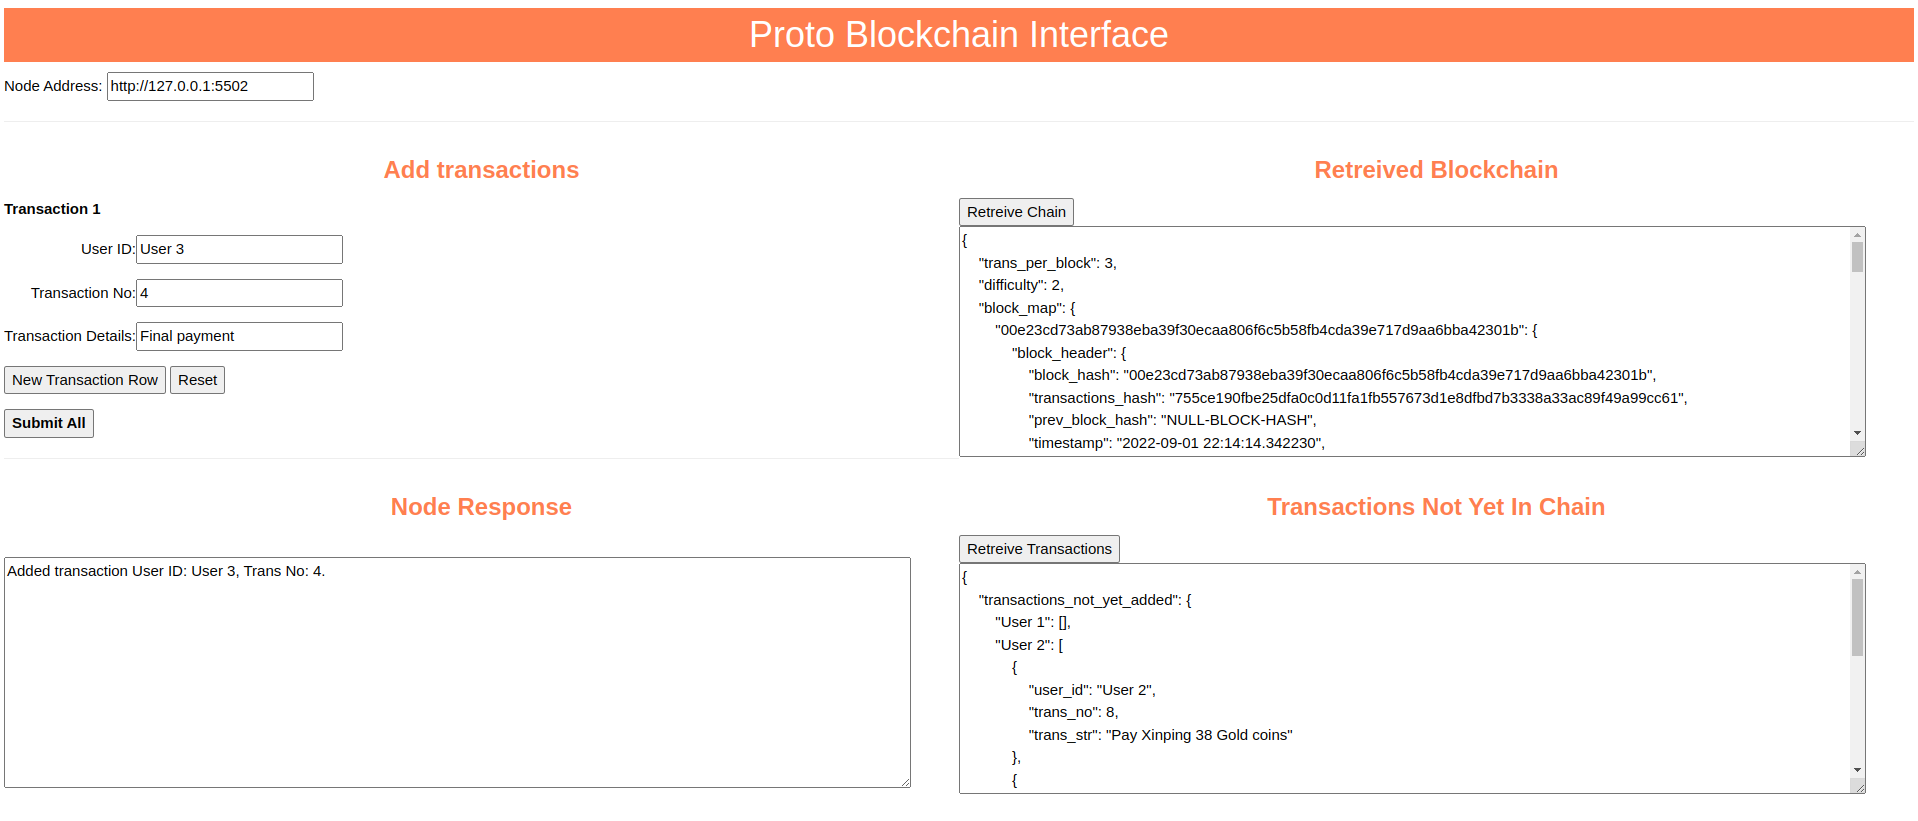 Proto Blockchain Interface
Node Address: http://127.0.0.1:5502
Add transactions
Transaction 1
User ID: User 3
Transaction No: 4
Transaction Details: Final payment
New Transaction Row Reset
Submit All
Retreived Blockchain
Retreive Chain
{
"trans_per_block": 3,
"difficulty": 2,
"block_map": {
"00e23cd73ab87938eba39f30ecaa806f6c5b58fb4cda39e717d9aa6bba42301b": {
"block_header": {
"block_hash": "00e23cd73ab87938eba39f30ecaa806f6c5b58fb4cda39e717d9aa6bba42301b",
"transactions_hash": "755ce190fbe25dfa0c0d11fa1fb557673d1e8dfbd7b3338a33ac89f49a99cc61",
"prev_block_hash": "NULL-BLOCK-HASH",
"timestamp": "2022-09-01 22:14:14.342230",
Node Response
Added transaction User ID: User 3, Trans No: 4.
Transactions Not Yet In Chain
Retreive Transactions
{
"transactions_not_yet_added": {
"User 1": [],
"User 2": [
{
"user_id": "User 2",
"trans_no": 8,
"trans_str": "Pay Xinping 38 Gold coins"
},
{